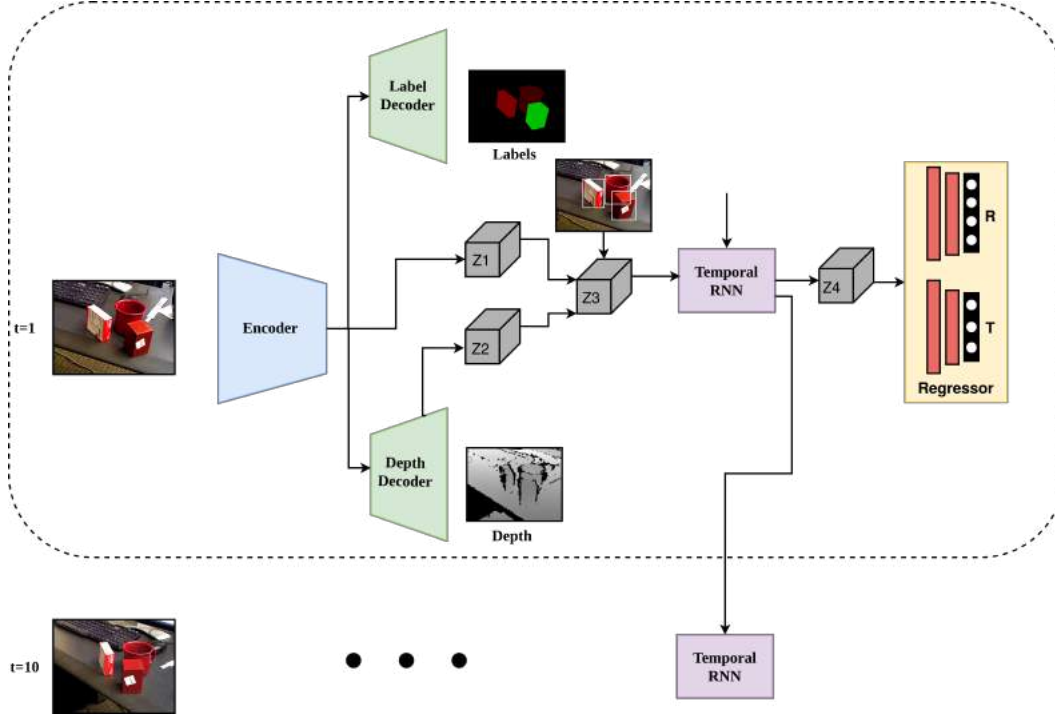 Label
Decoder
Labels
Z1
Z3
Temporal
RNN
Z4
R
t=1
Encoder
Z2
T
Regressor
Depth
Decoder
Depth
t=10
Temporal
RNN